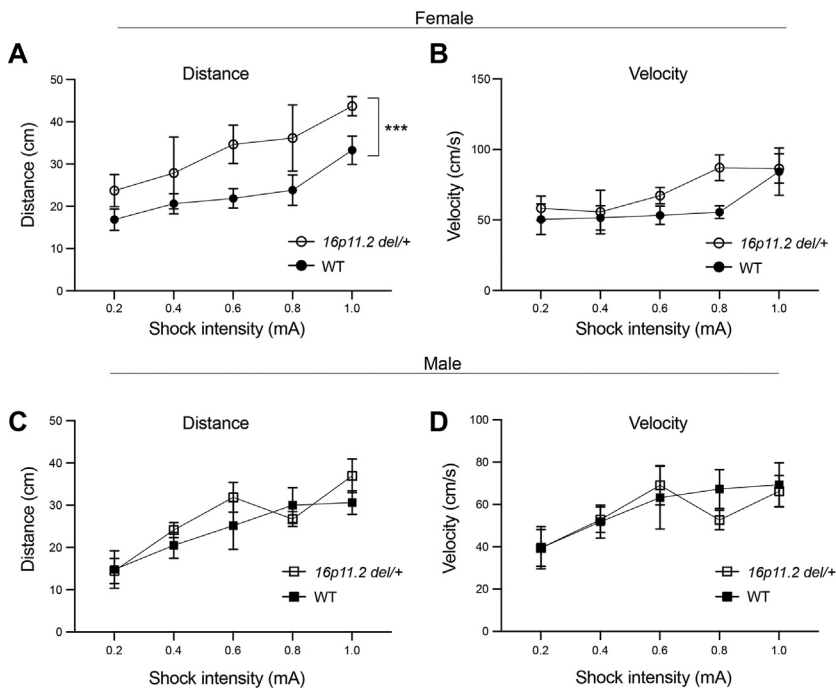 Female
A
Distance
Distance (cm)
50
40
30
20
10
0
0.2 0.4 0.6 0.8 1.0
Shock intensity (mA)
***
16p11.2 del/+
WT
B
Velocity
Velocity (cm/s)
150
100
50
0
0.2 0.4 0.6 0.8 1.0
Shock intensity (mA)
16p11.2 del/+
WT
Male
C
Distance
Distance (cm)
50
40
30
20
10
0
0.2 0.4 0.6 0.8 1.0
Shock intensity (mA)
16p11.2 del/+
WT
D
Velocity
Velocity (cm/s)
100
80
60
40
20
0
0.2 0.4 0.6 0.8 1.0
Shock intensity (mA)
16p11.2 del/+
WT